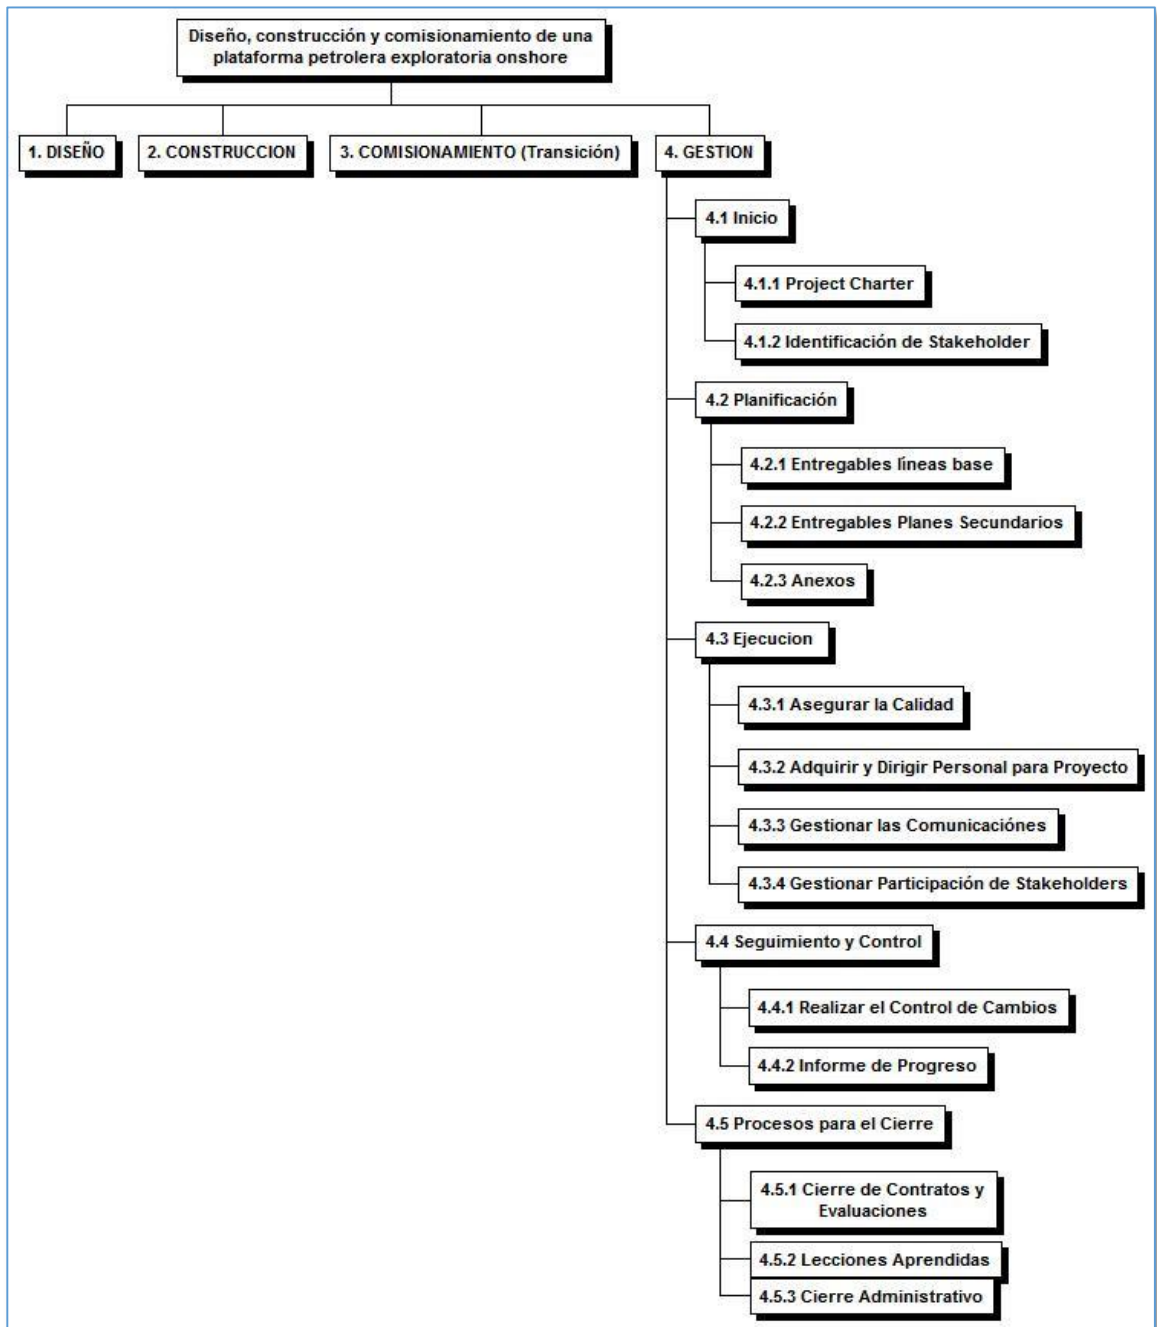 Diseño, construcción y comisionamiento de una
plataforma petrolera exploratoria onshore
1. DISEÑO
2. CONSTRUCCION
3. COMISIONAMIENTO (Transición)
4. GESTION
4.1 Inicio
4.1.1 Project Charter
4.1.2 Identificación de Stakeholder
4.2 Planificación
4.2.1 Entregables líneas base
4.2.2 Entregables Planes Secundarios
4.2.3 Anexos
4.3 Ejecucion
4.3.1 Asegurar la Calidad
4.3.2 Adquirir y Dirigir Personal para Proyecto
4.3.3 Gestionar las Comunicaciónes
4.3.4 Gestionar Participación de Stakeholders
4.4 Seguimiento y Control
4.4.1 Realizar el Control de Cambios
4.4.2 Informe de Progreso
4.5 Procesos para el Cierre
4.5.1 Cierre de Contratos y
Evaluaciones
4.5.2 Lecciones Aprendidas
4.5.3 Cierre Administrativo